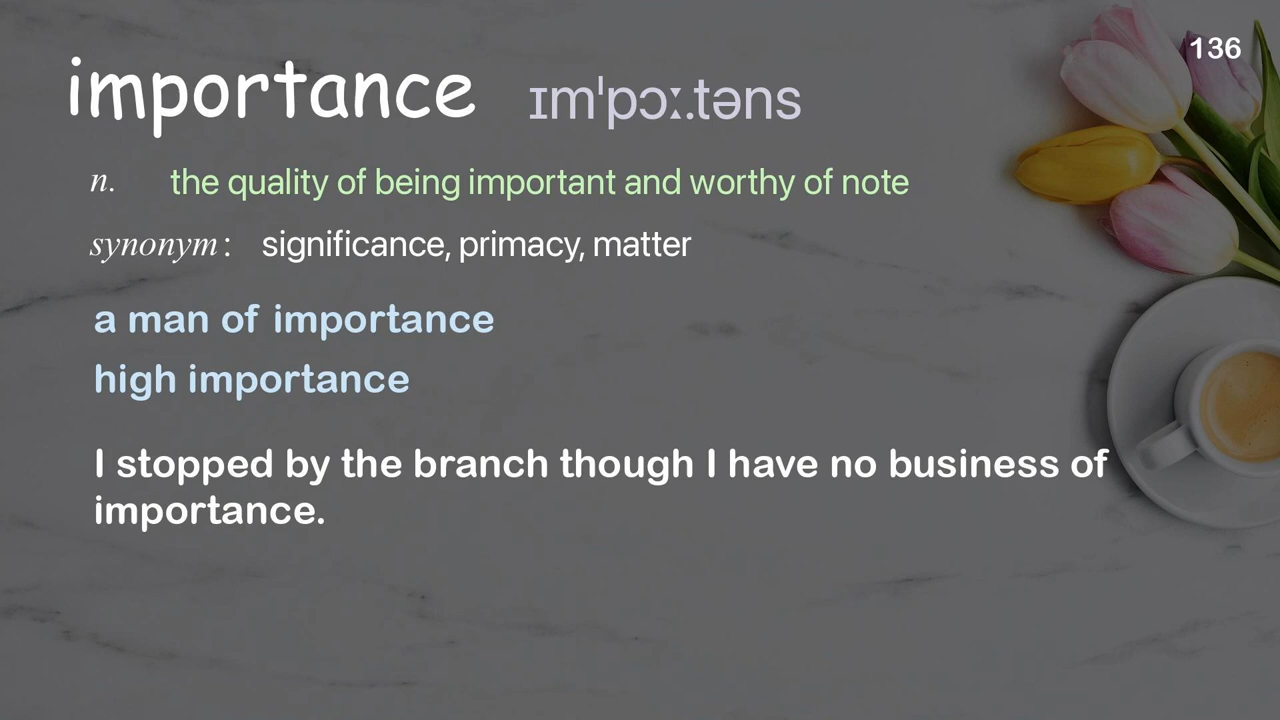 136
importance ɪmˈpɔː.təns
n. the quality of being important and worthy of note
synonym : significance, primacy, matter
a man of importance
high importance
I stopped by the branch though I have no business of
importance.